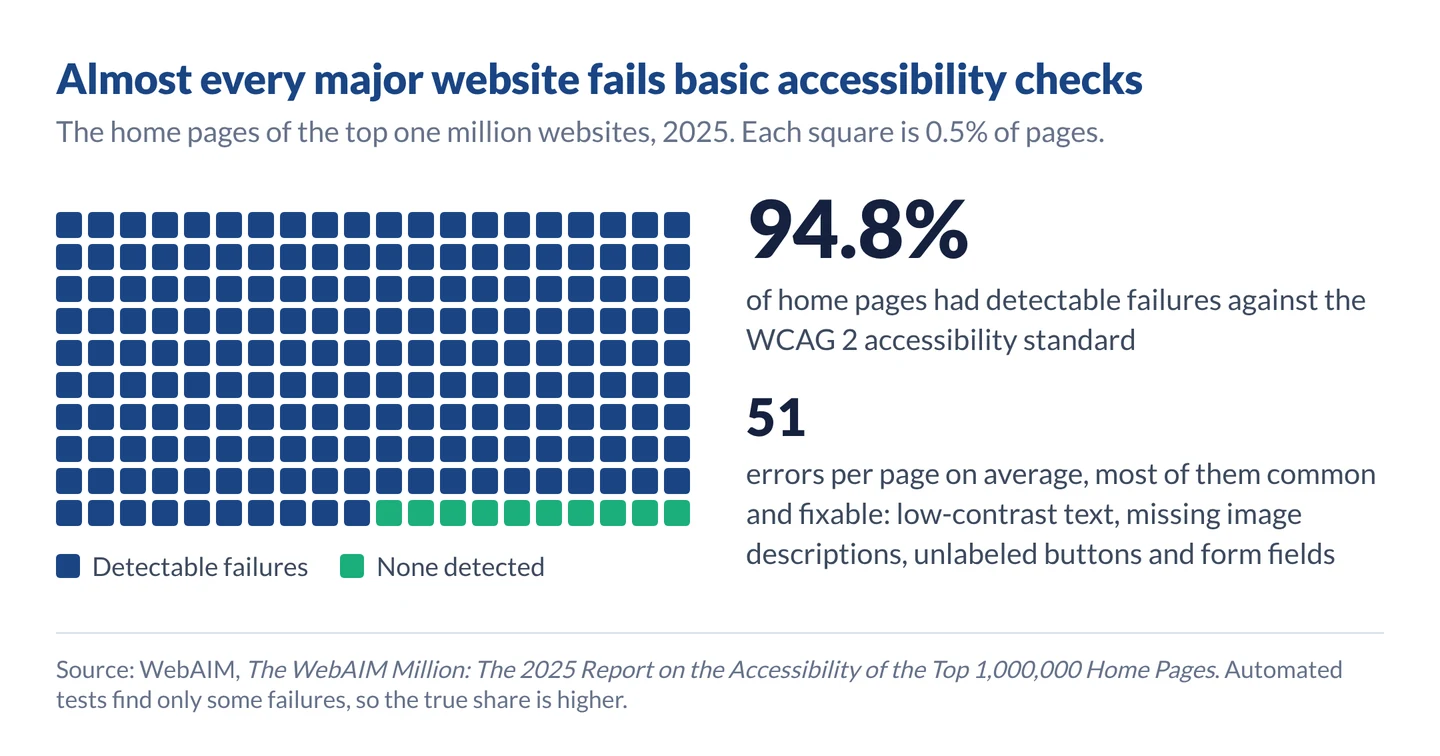 Almost every major website fails basic accessibility checks
The home pages of the top one million websites, 2025. Each square is 0.5% of pages.
94.8%
of home pages had detectable failures against the
WCAG 2 accessibility standard
51
errors per page on average, most of them common
and fixable: low-contrast text, missing image
descriptions, unlabeled buttons and form fields
Detectable failures
None detected
Source: WebAIM, The WebAIM Million: The 2025 Report on the Accessibility of the Top 1,000,000 Home Pages. Automated
tests find only some failures, so the true share is higher.